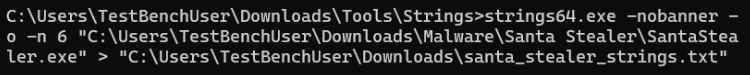 C:\Users\TestBenchUser\Downloads\Tools\Strings>strings64.exe -nobanner -
o -n 6 "C:\Users\TestBenchUser\Downloads\Malware\Santa Stealer\SantaStea
ler.exe" > "C:\Users\TestBenchUser\Downloads\santa_stealer_strings.txt"